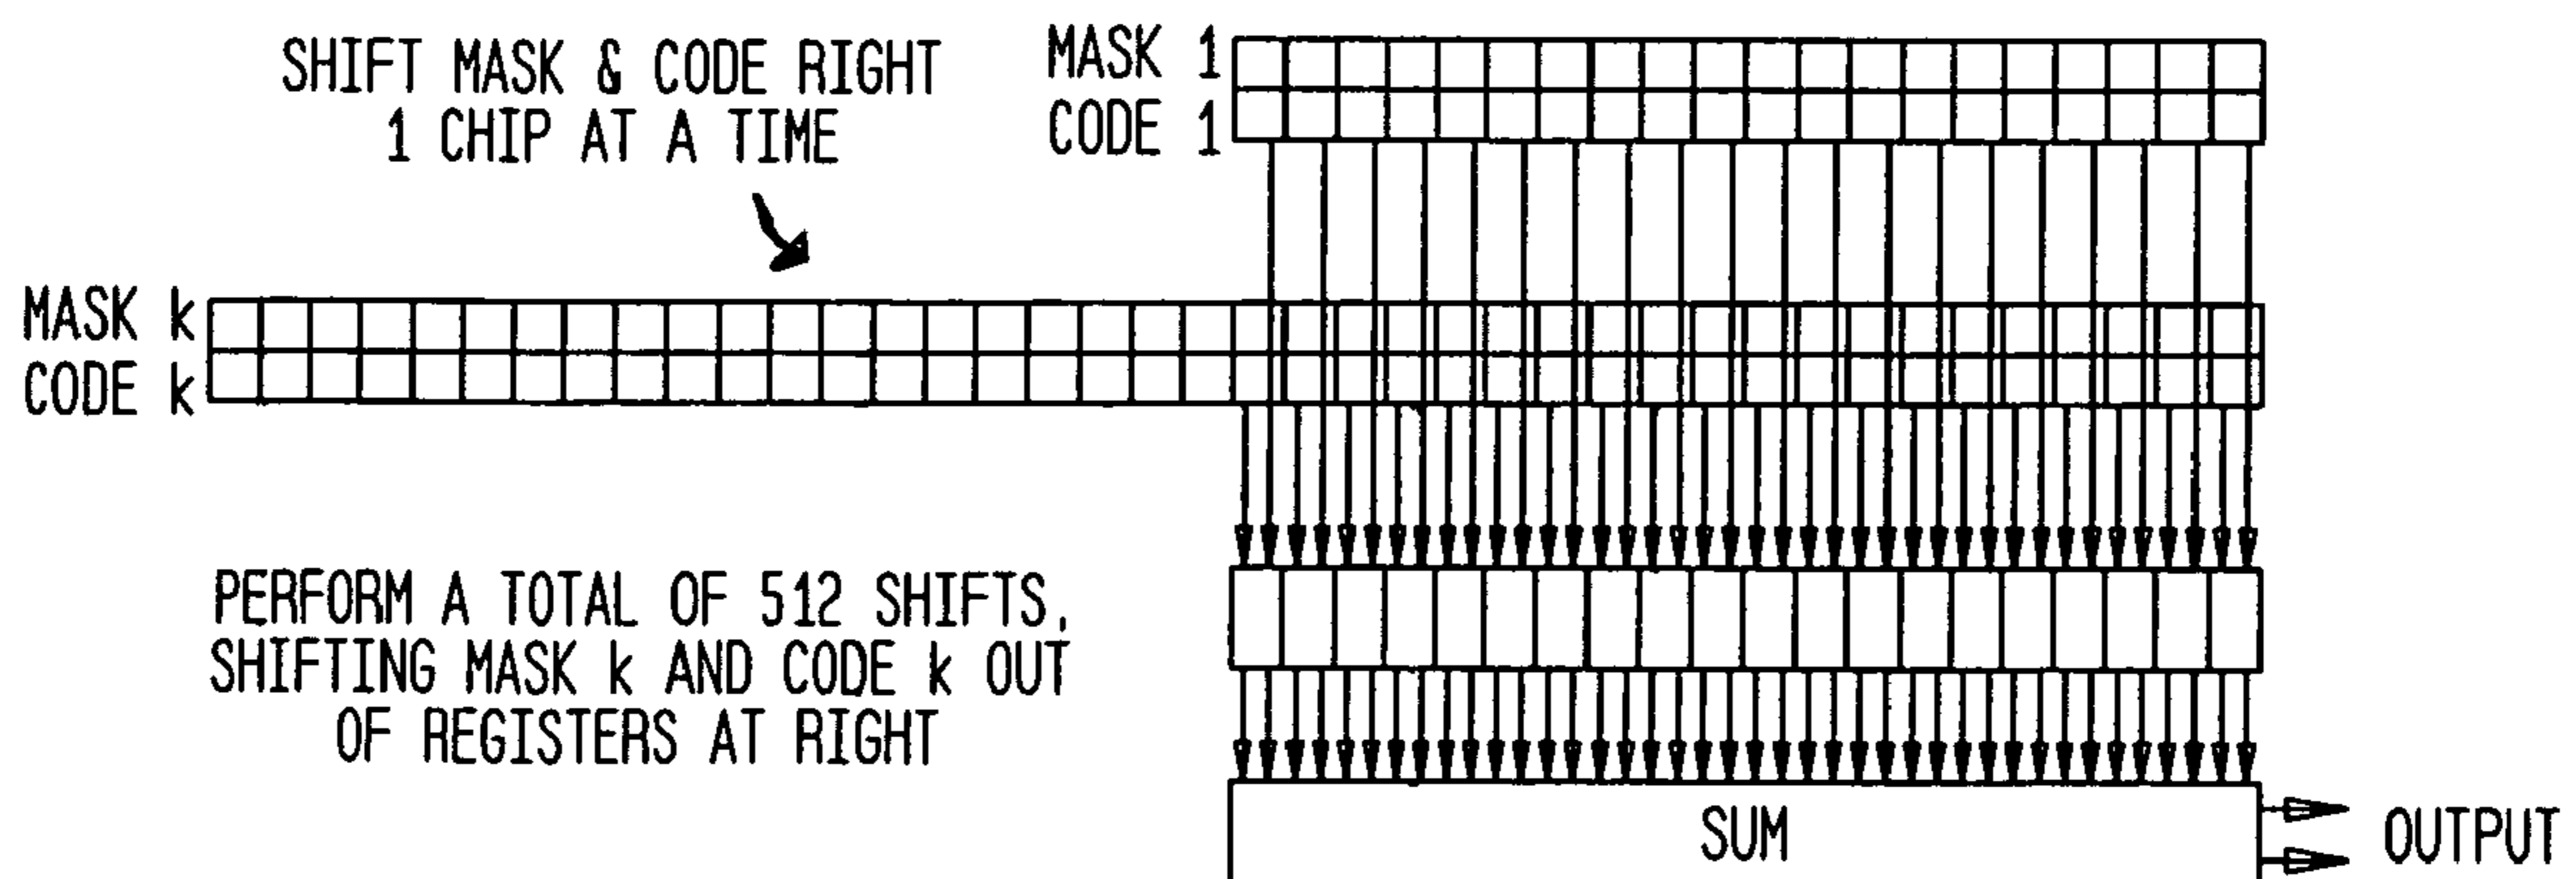 SHIFT MASK & CODE RIGHT
1 CHIP AT A TIME
MASK 1
CODE 1
MASK k
CODE k
PERFORM A TOTAL OF 512 SHIFTS,
SHIFTING MASK k AND CODE k OUT
OF REGISTERS AT RIGHT
SUM
OUTPUT